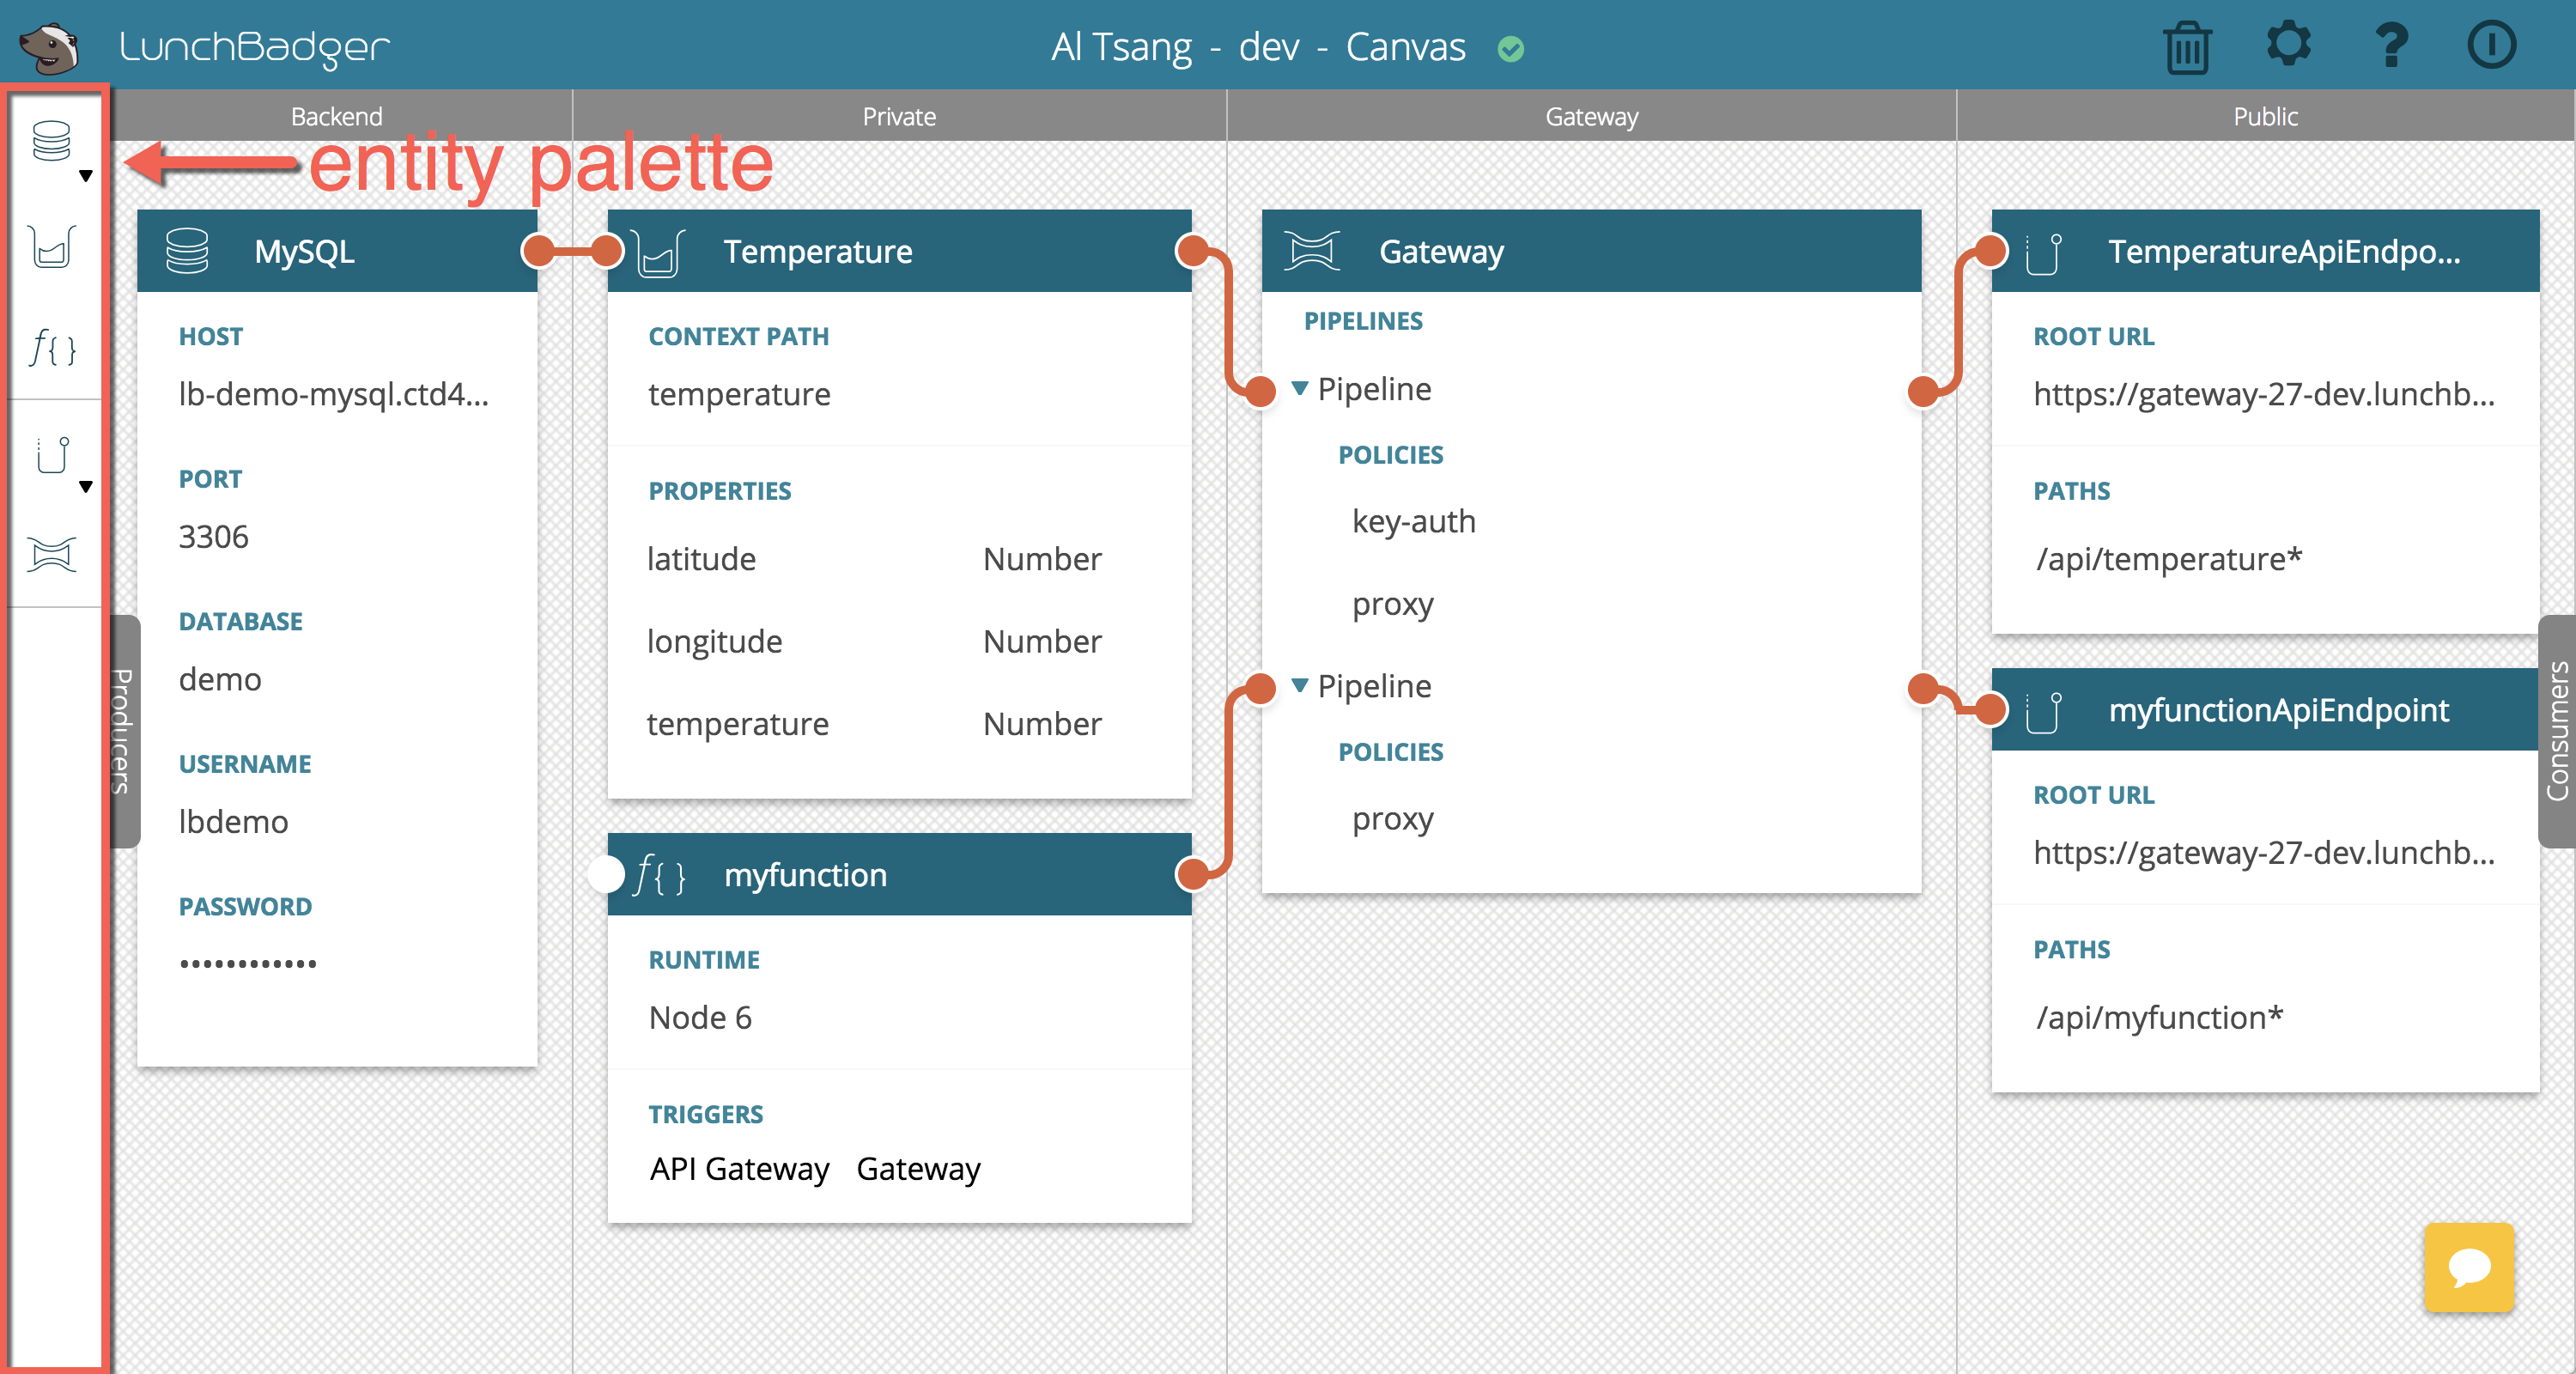 LunchBadger
Al Tsang - dev - Canvas
Backend
Private
Gateway
Public
entity palette
f{}
Producers
MySQL
HOST
lb-demo-mysql.ctd4...
PORT
3306
DATABASE
demo
USERNAME
lbdemo
PASSWORD
••••••••••••
Temperature
CONTEXT PATH
temperature
PROPERTIES
latitude Number
longitude Number
temperature Number
f{} myfunction
RUNTIME
Node 6
TRIGGERS
API Gateway Gateway
Gateway
PIPELINES
Pipeline
POLICIES
key-auth
proxy
Pipeline
POLICIES
proxy
TemperatureApiEndpo...
ROOT URL
https://gateway-27-dev.lunchb...
PATHS
/api/temperature*
myfunctionApiEndpoint
ROOT URL
https://gateway-27-dev.lunchb...
PATHS
/api/myfunction*
Consumers